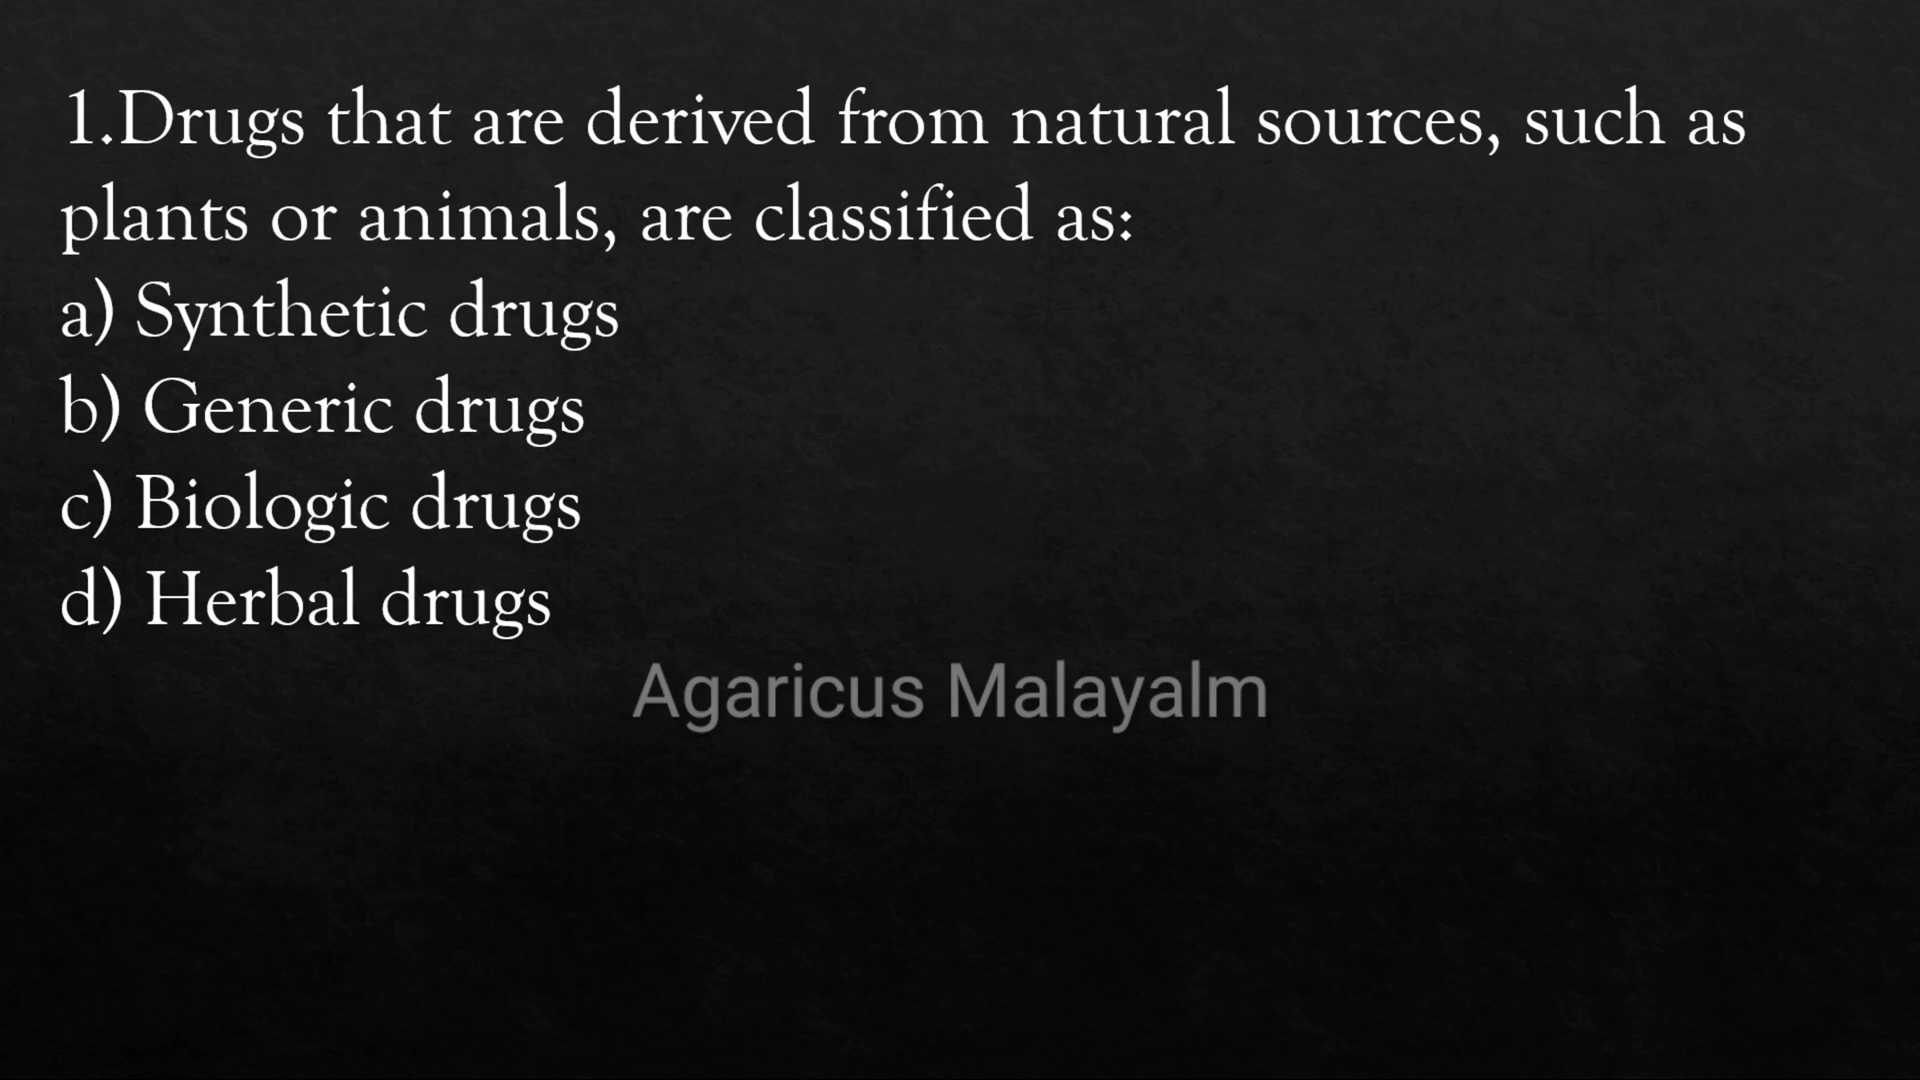 1.Drugs that are derived from natural sources, such as
plants or animals, are classified as:
a) Synthetic drugs
b) Generic drugs
c) Biologic drugs
d) Herbal drugs
Agaricus Malayalm